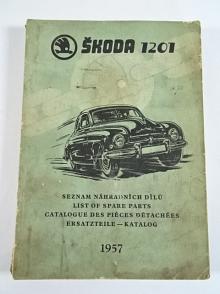 ŠKODA 1201
SEZNAM NÁHRADNÍCH DÍLŮ
LIST OF SPARE PARTS
CATALOGUE DES PIÈCES DÉTACHÉES
ERSATZTEILE — KATALOG
1957